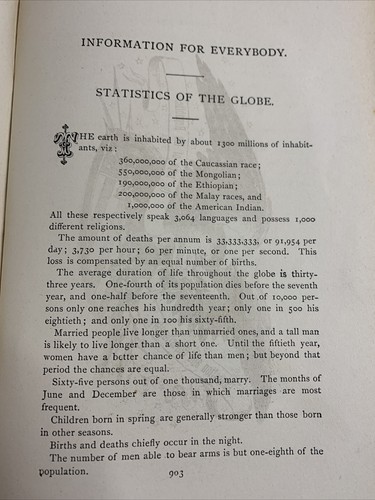 INFORMATION FOR EVERYBODY.
STATISTICS OF THE GLOBE.
THE earth is inhabited by about 1300 millions of inhabit-
ants, viz:
360,000,000 of the Caucassian race;
550,000,000 of the Mongolian;
190,000,000 of the Ethiopian;
200,000,000 of the Malay races, and
1,000,000 of the American Indian.
All these respectively speak 3,064 languages and possess 1,000
different religions.
The amount of deaths per annum is 33,333,333, or 91,954 per
day; 3,730 per hour; 60 per minute, or one per second. This
loss is compensated by an equal number of births.
The average duration of life throughout the globe is thirty-
three years. One-fourth of its population dies before the seventh
year, and one-half before the seventeenth. Out of 10,000 per-
sons only one reaches his hundredth year; only one in 500 his
eightieth; and only one in 100 his sixty-fifth.
Married people live longer than unmarried ones, and a tall man
is likely to live longer than a short one. Until the fiftieth year,
women have a better chance of life than men; but beyond that
period the chances are equal.
Sixty-five persons out of one thousand, marry. The months of
June and December are those in which marriages are most
frequent.
Children born in spring are generally stronger than those born
in other seasons.
Births and deaths chiefly occur in the night.
The number of men able to bear arms is but one-eighth of the
population.
903